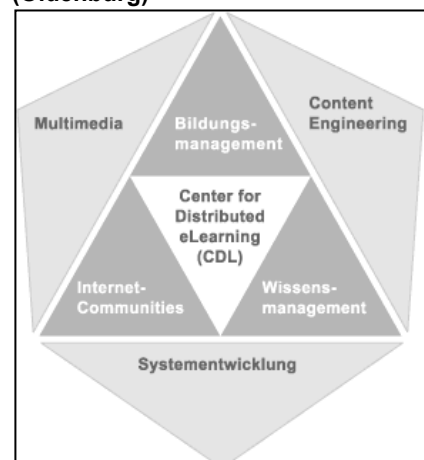 (Oldenburg)
Multimedia
Content
Engineering
Bildungs-
management
Center for
Distributed
eLearning
(CDL)
Internet-
Communities
Wissens-
management
Systementwicklung